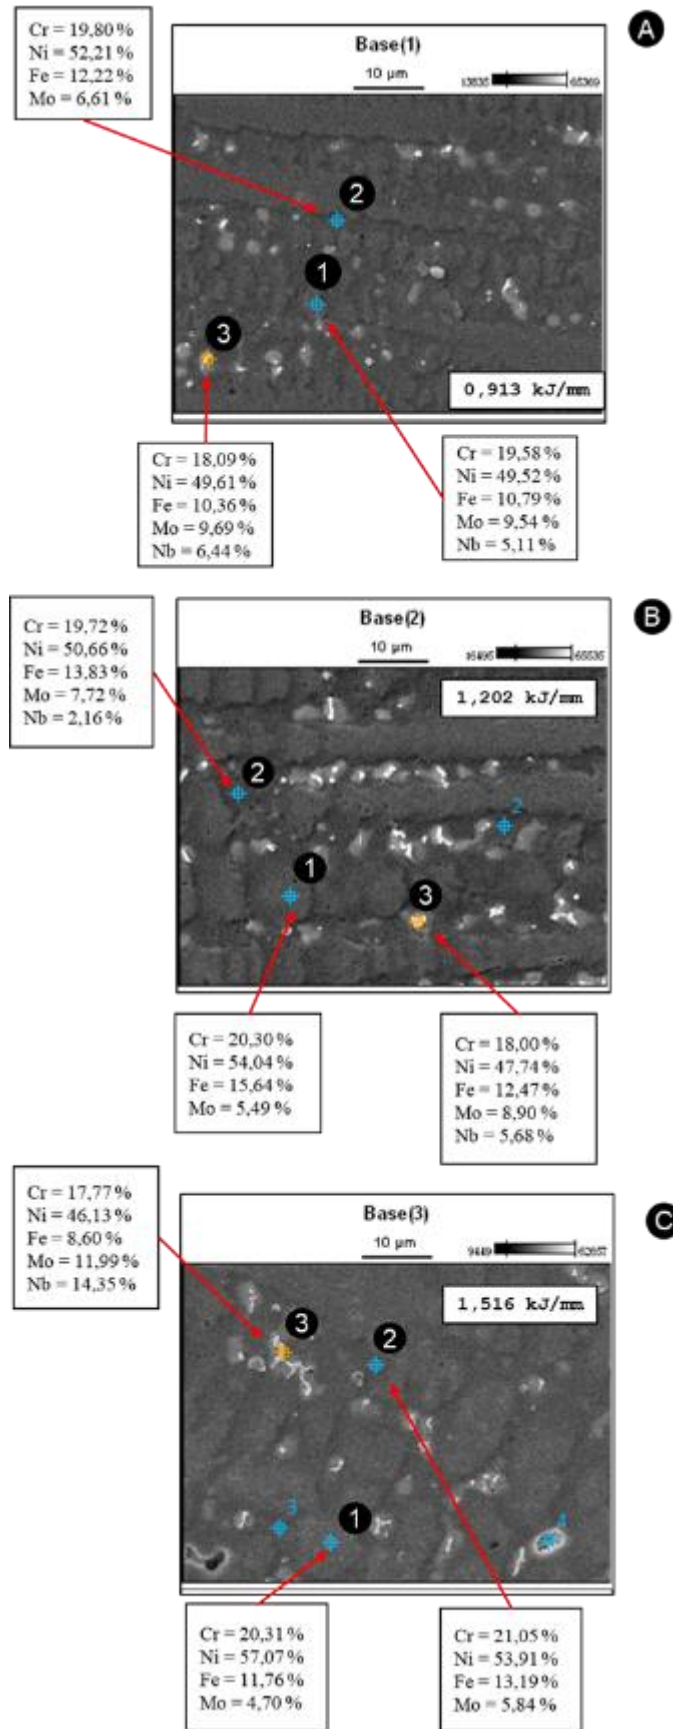 Cr = 19,80 %
Ni = 52,21 %
Fe = 12,22 %
Mo = 6,61 %
A
Base(1)
10 µm
13636 65369
2
1
3
0,913 kJ/mm
Cr = 18,09 %
Ni = 49,61 %
Fe = 10,36 %
Mo = 9,69 %
Nb = 6,44 %
Cr = 19,58 %
Ni = 49,52 %
Fe = 10,79 %
Mo = 9,54 %
Nb = 5,11 %
Cr = 19,72 %
Ni = 50,66 %
Fe = 13,83 %
Mo = 7,72 %
Nb = 2,16 %
B
Base(2)
10 µm
65535
1,202 kJ/mm
2
2
1
3
Cr = 20,30 %
Ni = 54,04 %
Fe = 15,64 %
Mo = 5,49 %
Cr = 18,00 %
Ni = 47,74 %
Fe = 12,47 %
Mo = 8,90 %
Nb = 5,68 %
Cr = 17,77 %
Ni = 46,13 %
Fe = 8,60 %
Mo = 11,99 %
Nb = 14,35 %
C
Base(3)
10 µm
1,516 kJ/mm
3
2
3
1
4
Cr = 20,31 %
Ni = 57,07 %
Fe = 11,76 %
Mo = 4,70 %
Cr = 21,05 %
Ni = 53,91 %
Fe = 13,19 %
Mo = 5,84 %